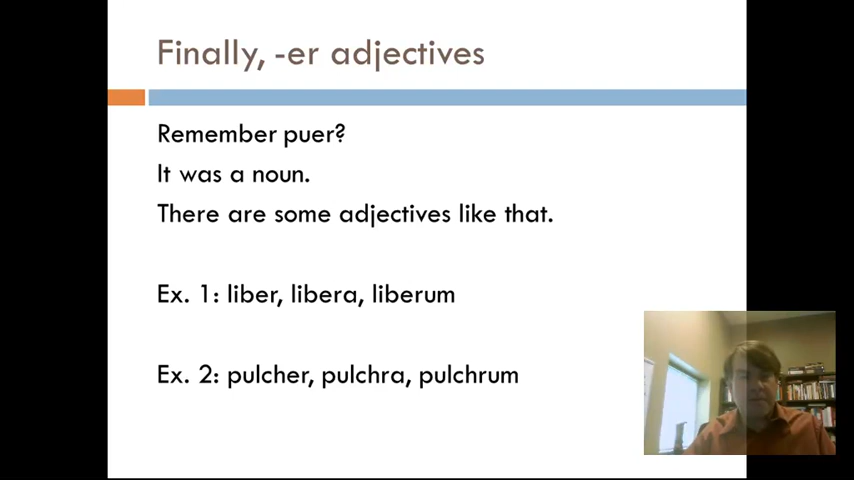 Finally, -er adjectives
Remember puer?
It was a noun.
There are some adjectives like that.
Ex. 1: liber, libera, liberum
Ex. 2: pulcher, pulchra, pulchrum